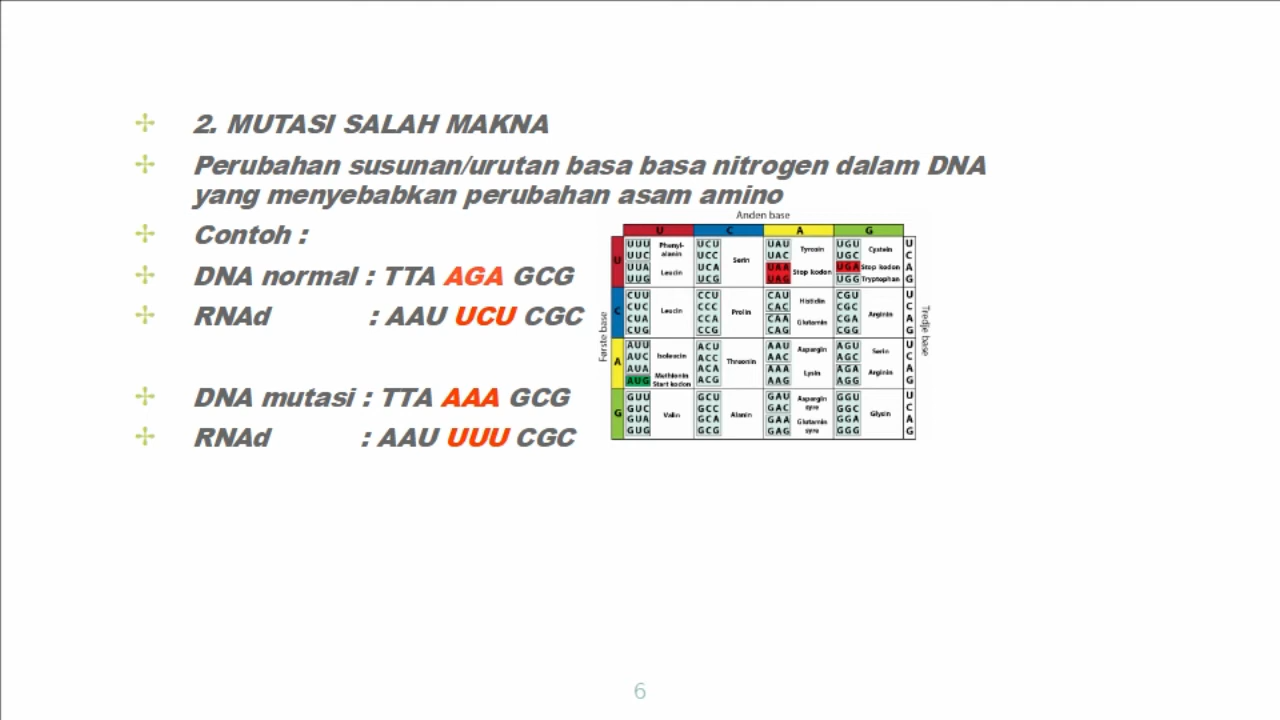 2. MUTASI SALAH MAKNA
Perubahan susunan/urutan basa basa nitrogen dalam DNA
yang menyebabkan perubahan asam amino
Contoh :
DNA normal : TTA AGA GCG
RNAd : AAU UCU CGC
DNA mutasi : TTA AAA GCG
RNAd : AAU UUU CGC
Anden base
U C A G
Første base
Tredje base
U
UUU UUC Phenyl-alanin
UUA UUG Leucin
UCU UCC UCA UCG Serin
UAU UAC Tyrosin
UAA UAG Stop kodon
UGU UGC Cystein
UGA Stop kodon
UGG Tryptophan
U C A G
C
CUU CUC CUA CUG Leucin
CCU CCC CCA CCG Prolin
CAU CAC Histidin
CAA CAG Glutamin
CGU CGC CGA CGG Arginin
U C A G
A
AUU AUC AUA Isoleucin
AUG Methionin Start kodon
ACU ACC ACA ACG Threonin
AAU AAC Aspargin
AAA AAG Lysin
AGU AGC Serin
AGA AGG Arginin
U C A G
G
GUU GUC GUA GUG Valin
GCU GCC GCA GCG Alanin
GAU GAC Aspargin syre
GAA GAG Glutamin syre
GGU GGC GGA GGG Glysin
U C A G
6